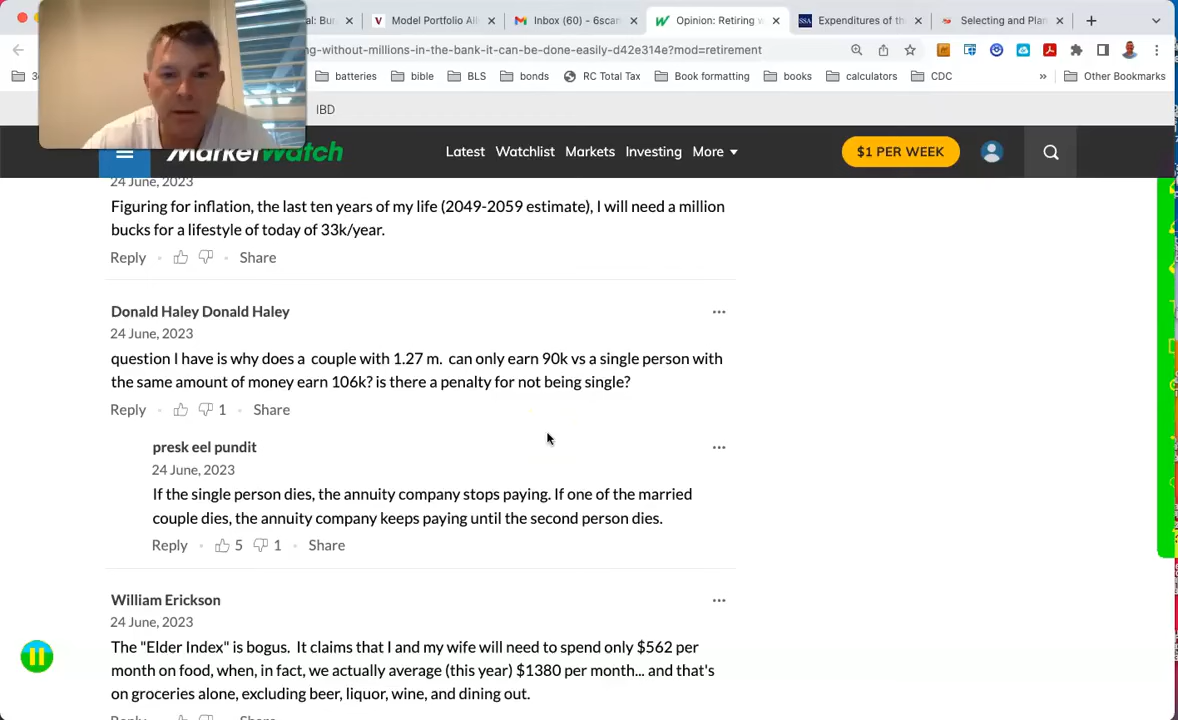 al: Bu
Model Portfolio All
Inbox (60) - 6scan
Opinion: Retiring w
Expenditures of th
Selecting and Plan
ng-without-millions-in-the-bank-it-can-be-done-easily-d42e314e?mod=retirement
batteries
bible
BLS
bonds
RC Total Tax
Book formatting
books
calculators
CDC
»
Other Bookmarks
IBD
MarketWatch
Latest
Watchlist
Markets
Investing
More
$1 PER WEEK
24 June, 2023
Figuring for inflation, the last ten years of my life (2049-2059 estimate), I will need a million
bucks for a lifestyle of today of 33k/year.
Reply
Share
Donald Haley Donald Haley
24 June, 2023
question I have is why does a couple with 1.27 m. can only earn 90k vs a single person with
the same amount of money earn 106k? is there a penalty for not being single?
Reply
1
Share
presk eel pundit
24 June, 2023
If the single person dies, the annuity company stops paying. If one of the married
couple dies, the annuity company keeps paying until the second person dies.
Reply
5
1
Share
William Erickson
24 June, 2023
The "Elder Index" is bogus. It claims that I and my wife will need to spend only $562 per
month on food, when, in fact, we actually average (this year) $1380 per month... and that's
on groceries alone, excluding beer, liquor, wine, and dining out.
Reply
Share